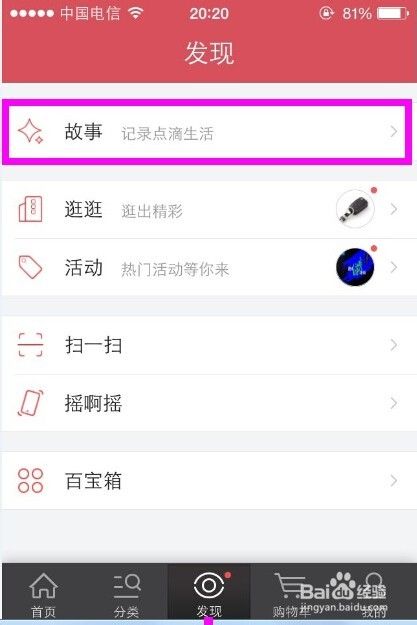 中国电信 20:20 81%
发现
故事 记录点滴生活
逛逛 逛出精彩
活动 热门活动等你来
扫一扫
摇啊摇
百宝箱
首页 分类 发现 购物车 我的
Baidu经验
jingyan.baidu.com